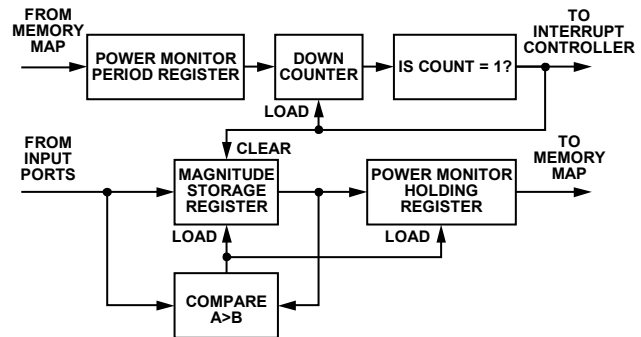 FROM
MEMORY
MAP
POWER MONITOR
PERIOD REGISTER
DOWN
COUNTER
IS COUNT = 1?
TO
INTERRUPT
CONTROLLER
LOAD
CLEAR
FROM
INPUT
PORTS
MAGNITUDE
STORAGE
REGISTER
POWER MONITOR
HOLDING
REGISTER
TO
MEMORY
MAP
LOAD
LOAD
COMPARE
A>B